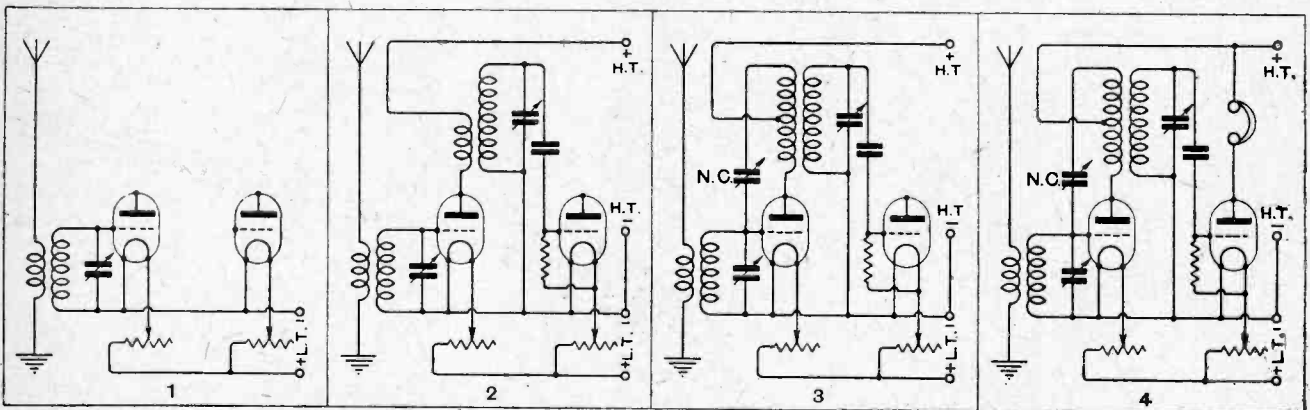 + L.T. -
1
+
H.T.
H.T.
-
+ L.T. -
2
+
H.T
N.C.
H.T
-
+ L.T. -
3
+
H.T.
N.C.
H.T.
-
+ L.T. -
4